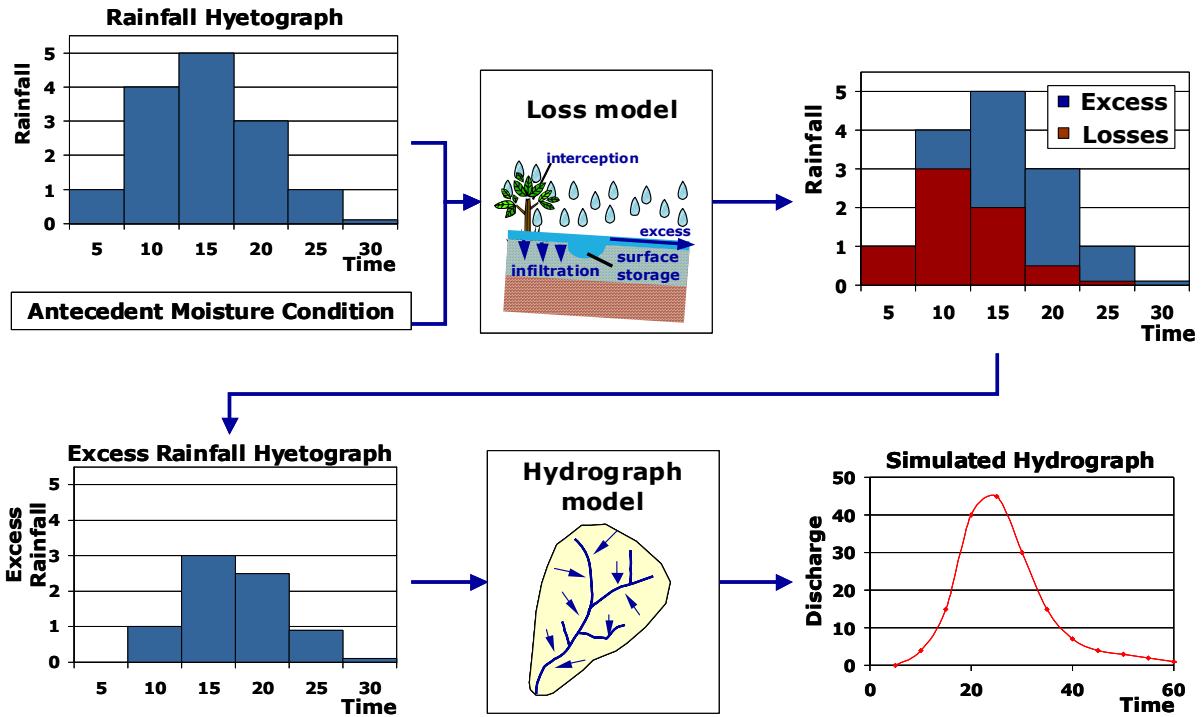 Rainfall Hyetograph
Rainfall
5
4
3
2
1
0
5 10 15 20 25 30
Time
Antecedent Moisture Condition
Loss model
interception
excess
infiltration
surface
storage
Rainfall
5
4
3
2
1
0
Excess
Losses
5 10 15 20 25 30
Time
Excess Rainfall Hyetograph
Excess
Rainfall
5
4
3
2
1
0
5 10 15 20 25 30
Time
Hydrograph
model
Simulated Hydrograph
Discharge
50
40
30
20
10
0
0 20 40 60
Time